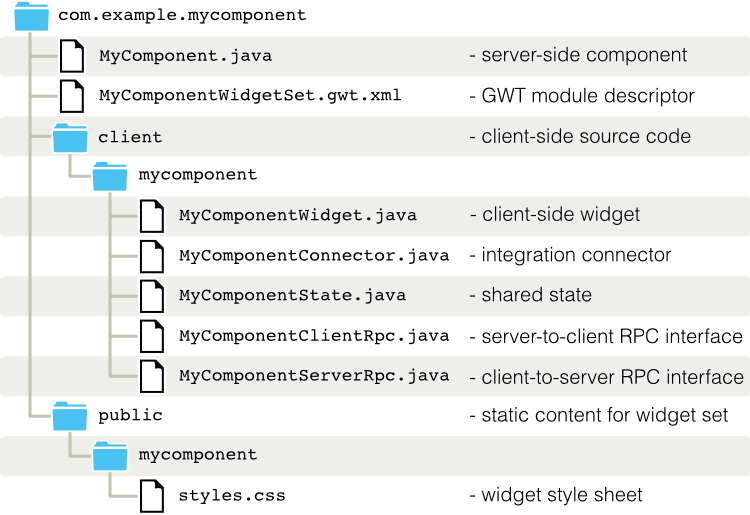 com.example.mycomponent
MyComponent.java - server-side component
MyComponentWidgetSet.gwt.xml - GWT module descriptor
client - client-side source code
mycomponent
MyComponentWidget.java - client-side widget
MyComponentConnector.java - integration connector
MyComponentState.java - shared state
MyComponentClientRpc.java - server-to-client RPC interface
MyComponentServerRpc.java - client-to-server RPC interface
public - static content for widget set
mycomponent
styles.css - widget style sheet